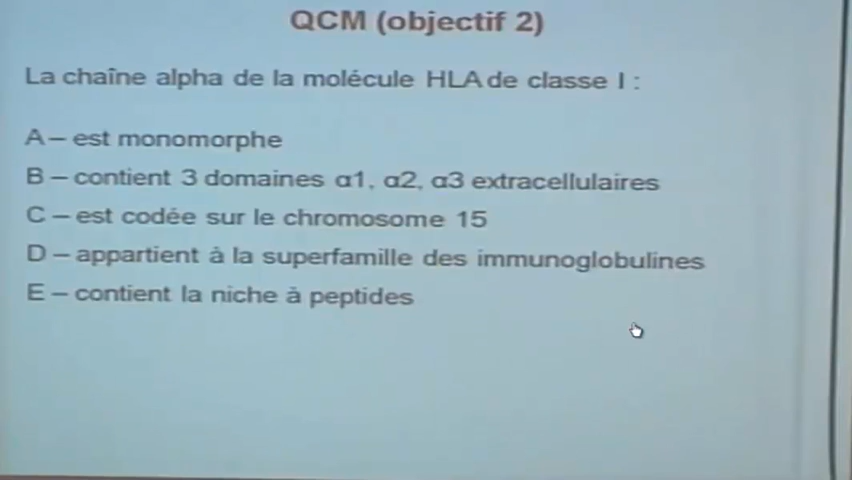 QCM (objectif 2)
La chaîne alpha de la molécule HLA de classe I :
A – est monomorphe
B – contient 3 domaines α1, α2, α3 extracellulaires
C – est codée sur le chromosome 15
D – appartient à la superfamille des immunoglobulines
E – contient la niche à peptides